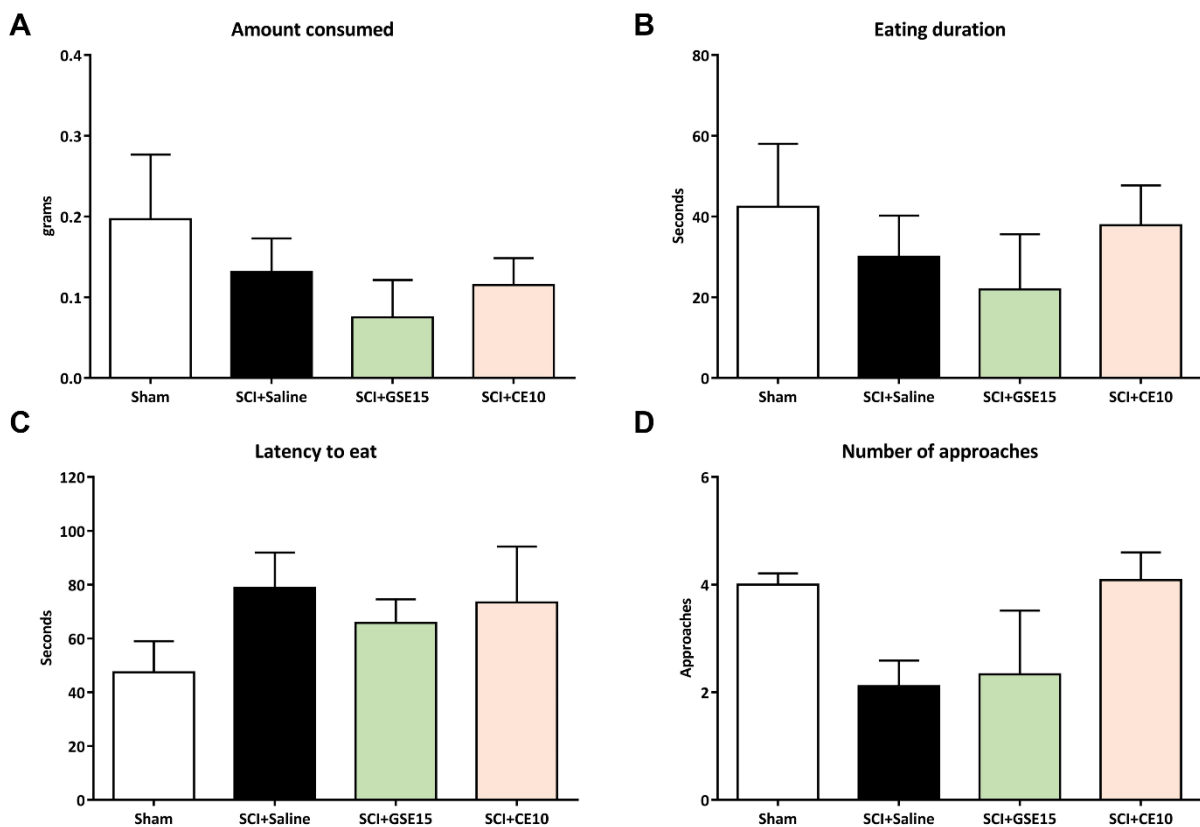 A
Amount consumed
0.4
0.3
0.2
0.1
0.0
grams
Sham SCI+Saline SCI+GSE15 SCI+CE10
B
Eating duration
80
60
40
20
0
Seconds
Sham SCI+Saline SCI+GSE15 SCI+CE10
C
Latency to eat
120
100
80
60
40
20
0
Seconds
Sham SCI+Saline SCI+GSE15 SCI+CE10
D
Number of approaches
6
4
2
0
Approaches
Sham SCI+Saline SCI+GSE15 SCI+CE10